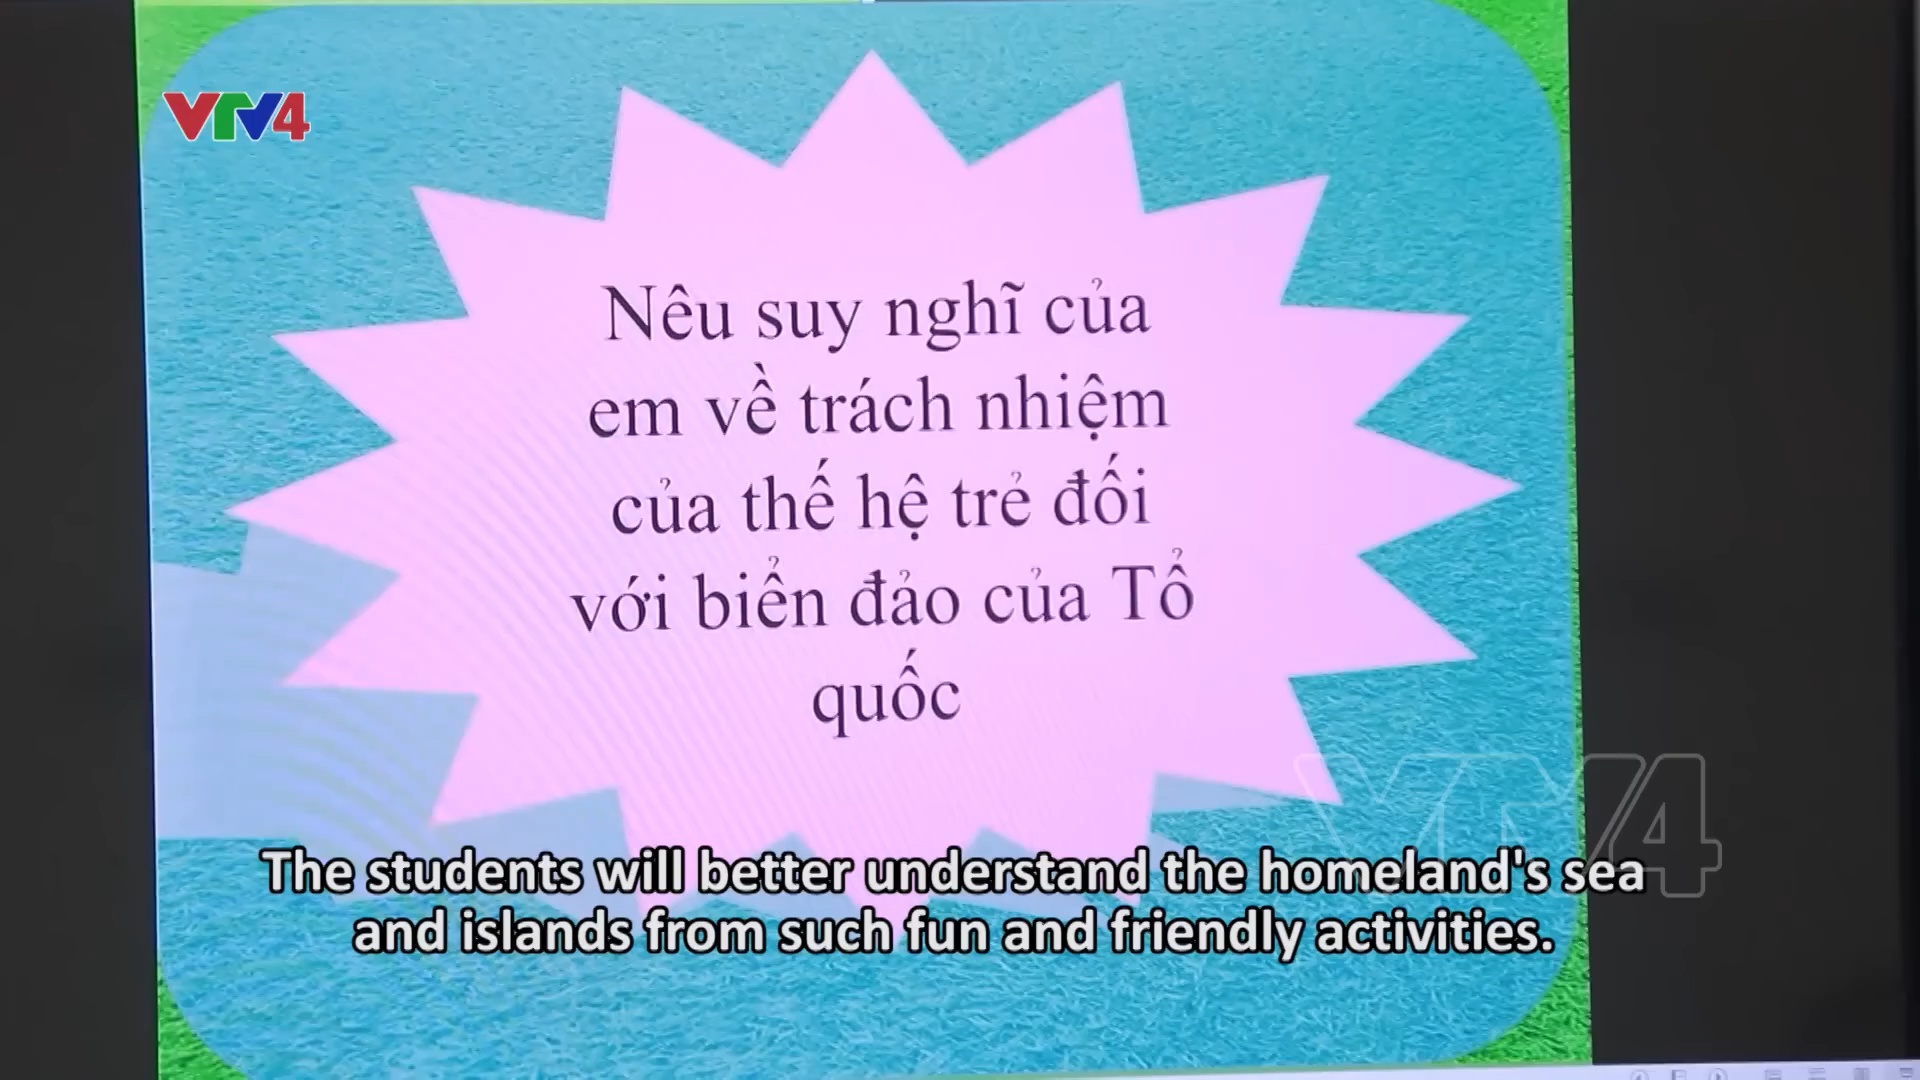 VTV4
Nêu suy nghĩ của
em về trách nhiệm
của thế hệ trẻ đối
với biển đảo của Tổ
quốc
VTV4
The students will better understand the homeland's sea
and islands from such fun and friendly activities.